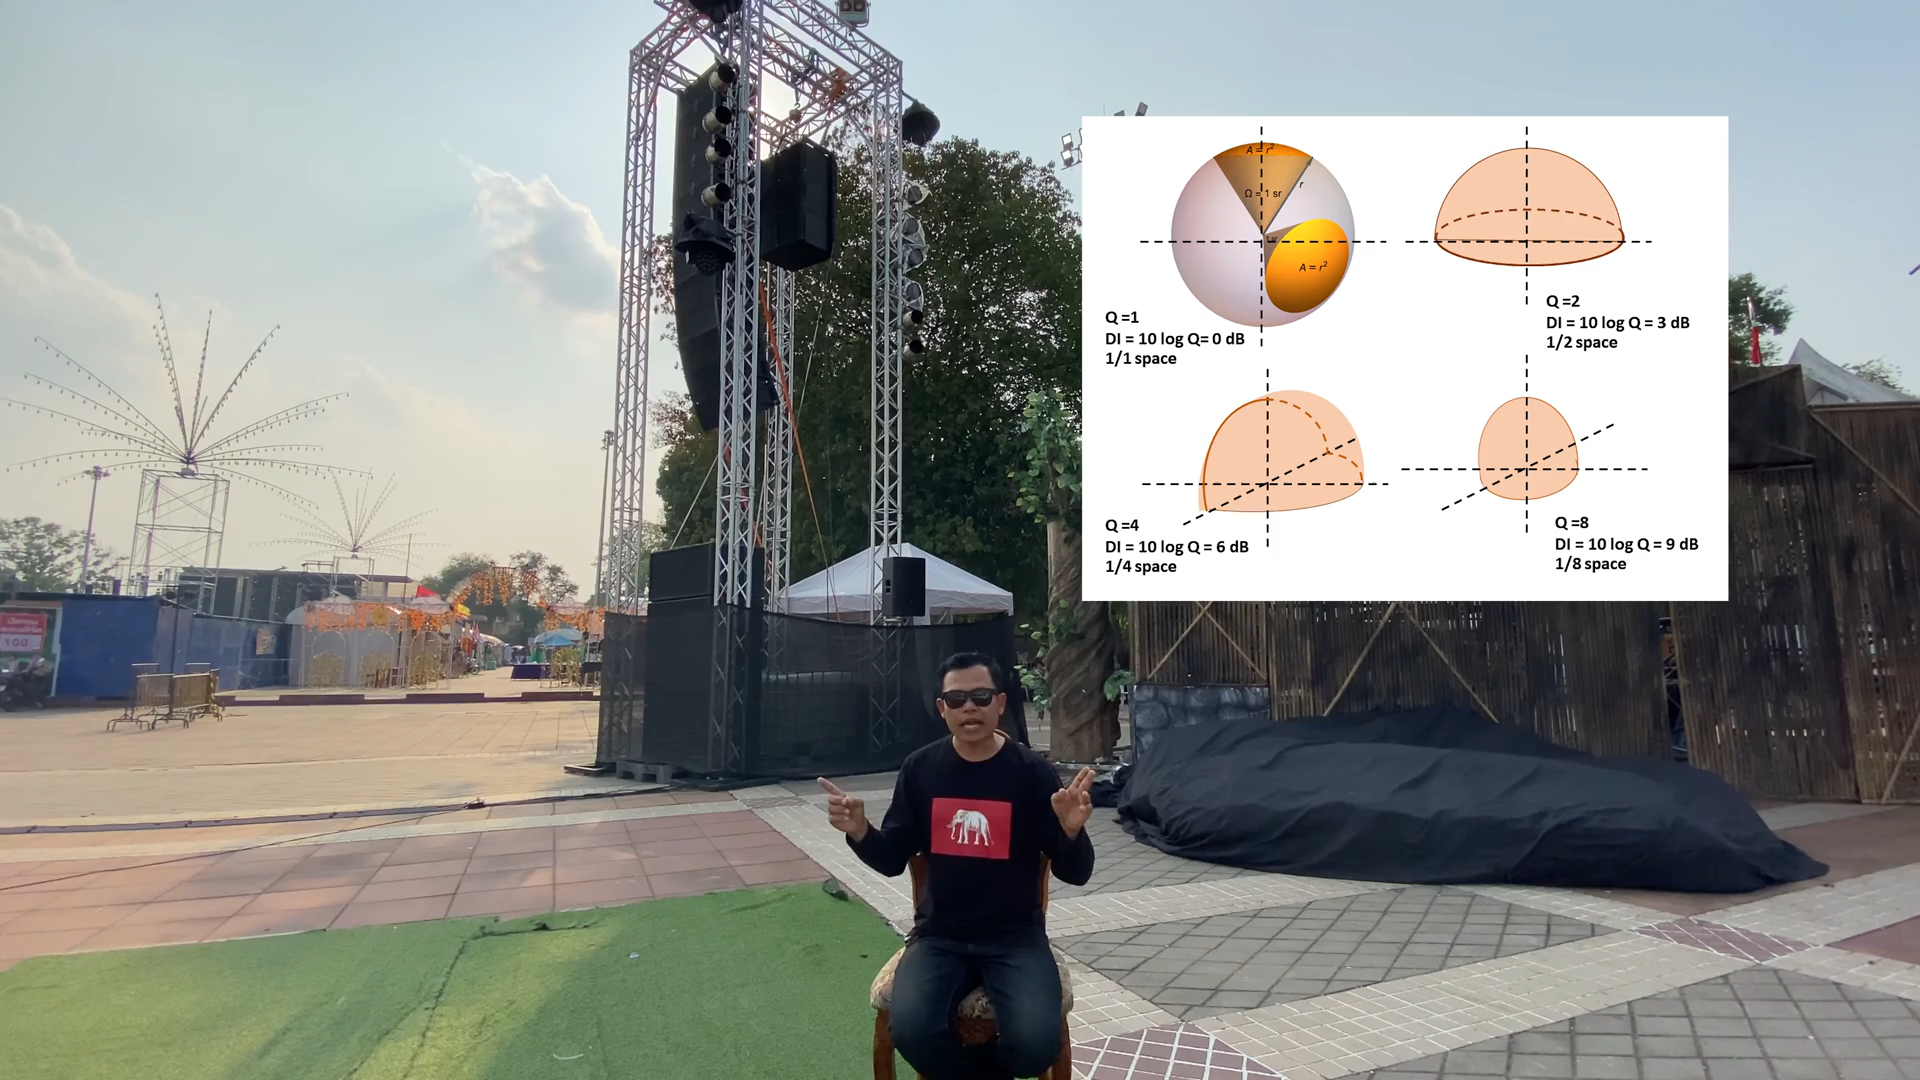 A = r²
Ω = 1 sr
r
A = r²
Q =1
DI = 10 log Q= 0 dB
1/1 space
Q =2
DI = 10 log Q = 3 dB
1/2 space
Q =4
DI = 10 log Q = 6 dB
1/4 space
Q =8
DI = 10 log Q = 9 dB
1/8 space
100